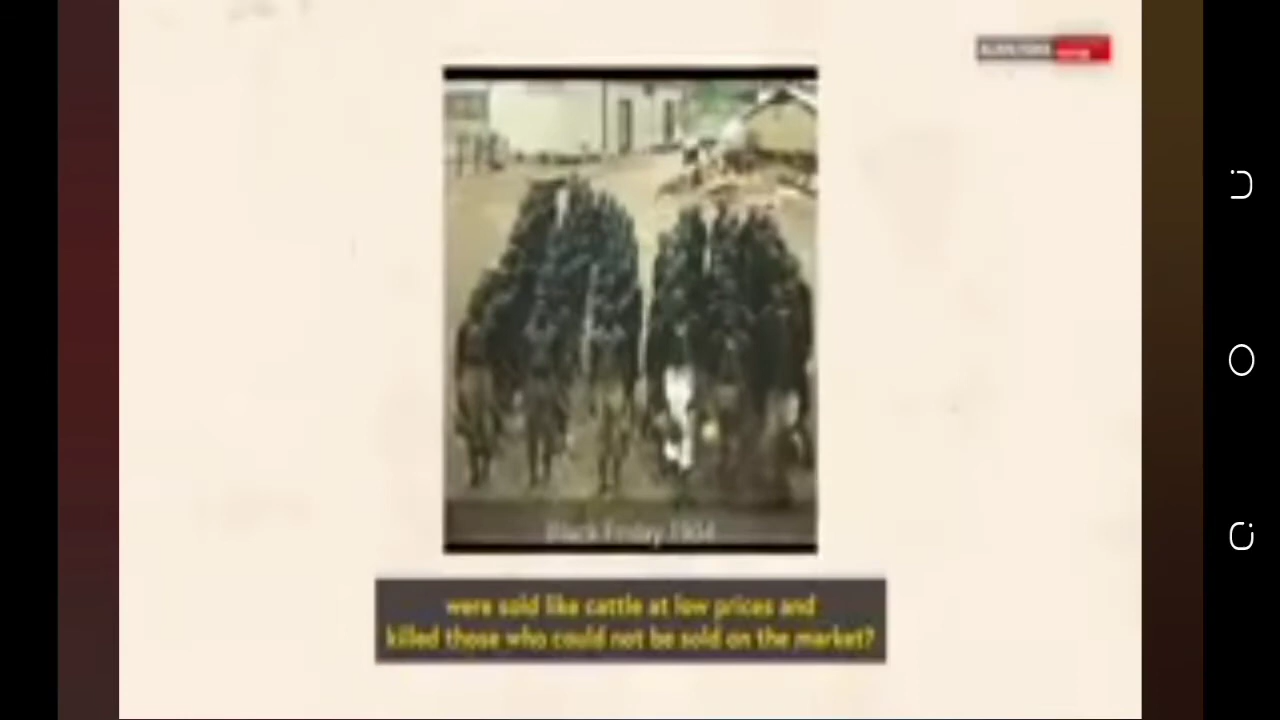 Black Friday 1904
were sold like cattle at low prices and
killed those who could not be sold on the market?